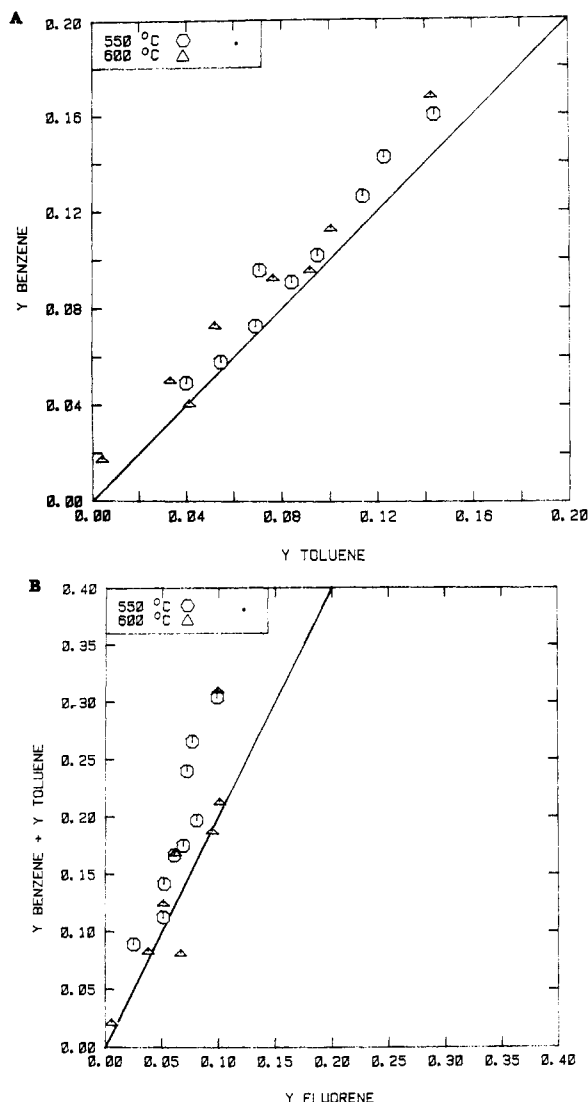 A
0.20
550 °C
600 °C
0.16
0.12
0.08
0.04
0.00
Y BENZENE
0.00 0.04 0.08 0.12 0.16 0.20
Y TOLUENE
B
0.40
550 °C
600 °C
0.35
0.30
0.25
0.20
0.15
0.10
0.05
0.00
Y BENZENE + Y TOLUENE
0.00 0.05 0.10 0.15 0.20 0.25 0.30 0.35 0.40
Y FLUORENE